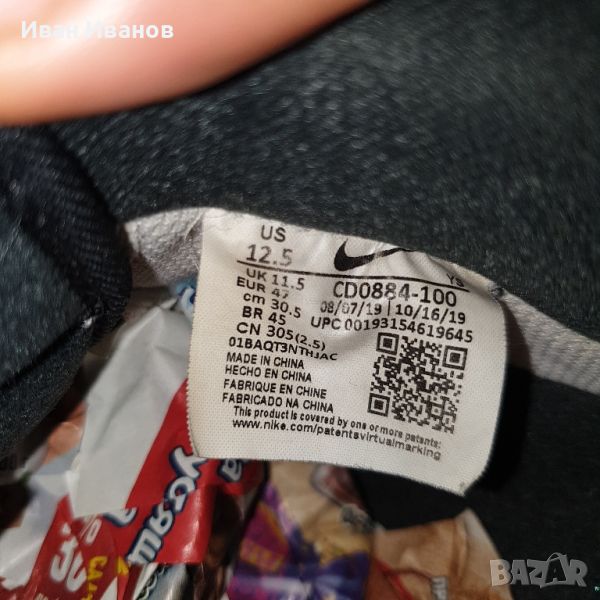 Иван Иванов
US
12.5
UK 11.5
EUR 47
cm 30.5
BR 45
CN 305(2.5)
01BAQT3NTHJAC
YS
CD0884-100
08/07/19 | 10/16/19
UPC 00193154619645
MADE IN CHINA
HECHO EN CHINA
FABRIQUE EN CHINE
FABRICADO NA CHINA
This product is covered by one or more patents:
www.nike.com/patentsvirtualmarking
BAZAR